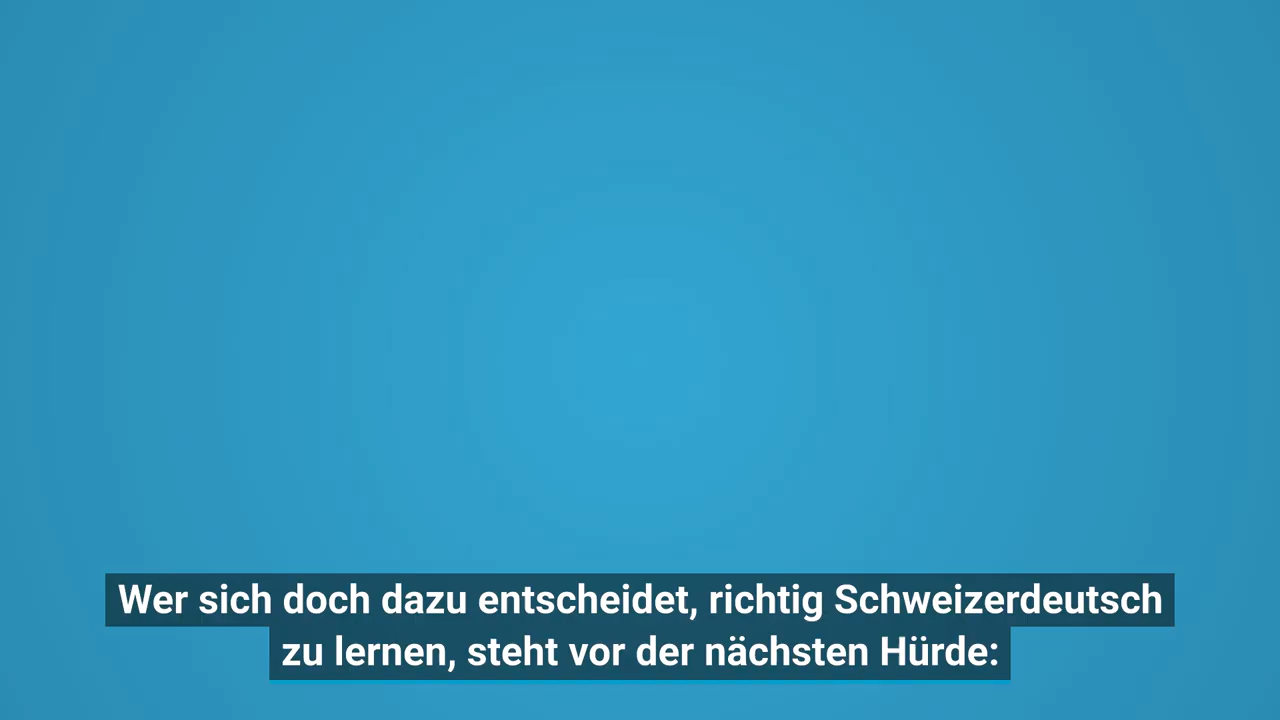 Wer sich doch dazu entscheidet, richtig Schweizerdeutsch
zu lernen, steht vor der nächsten Hürde: